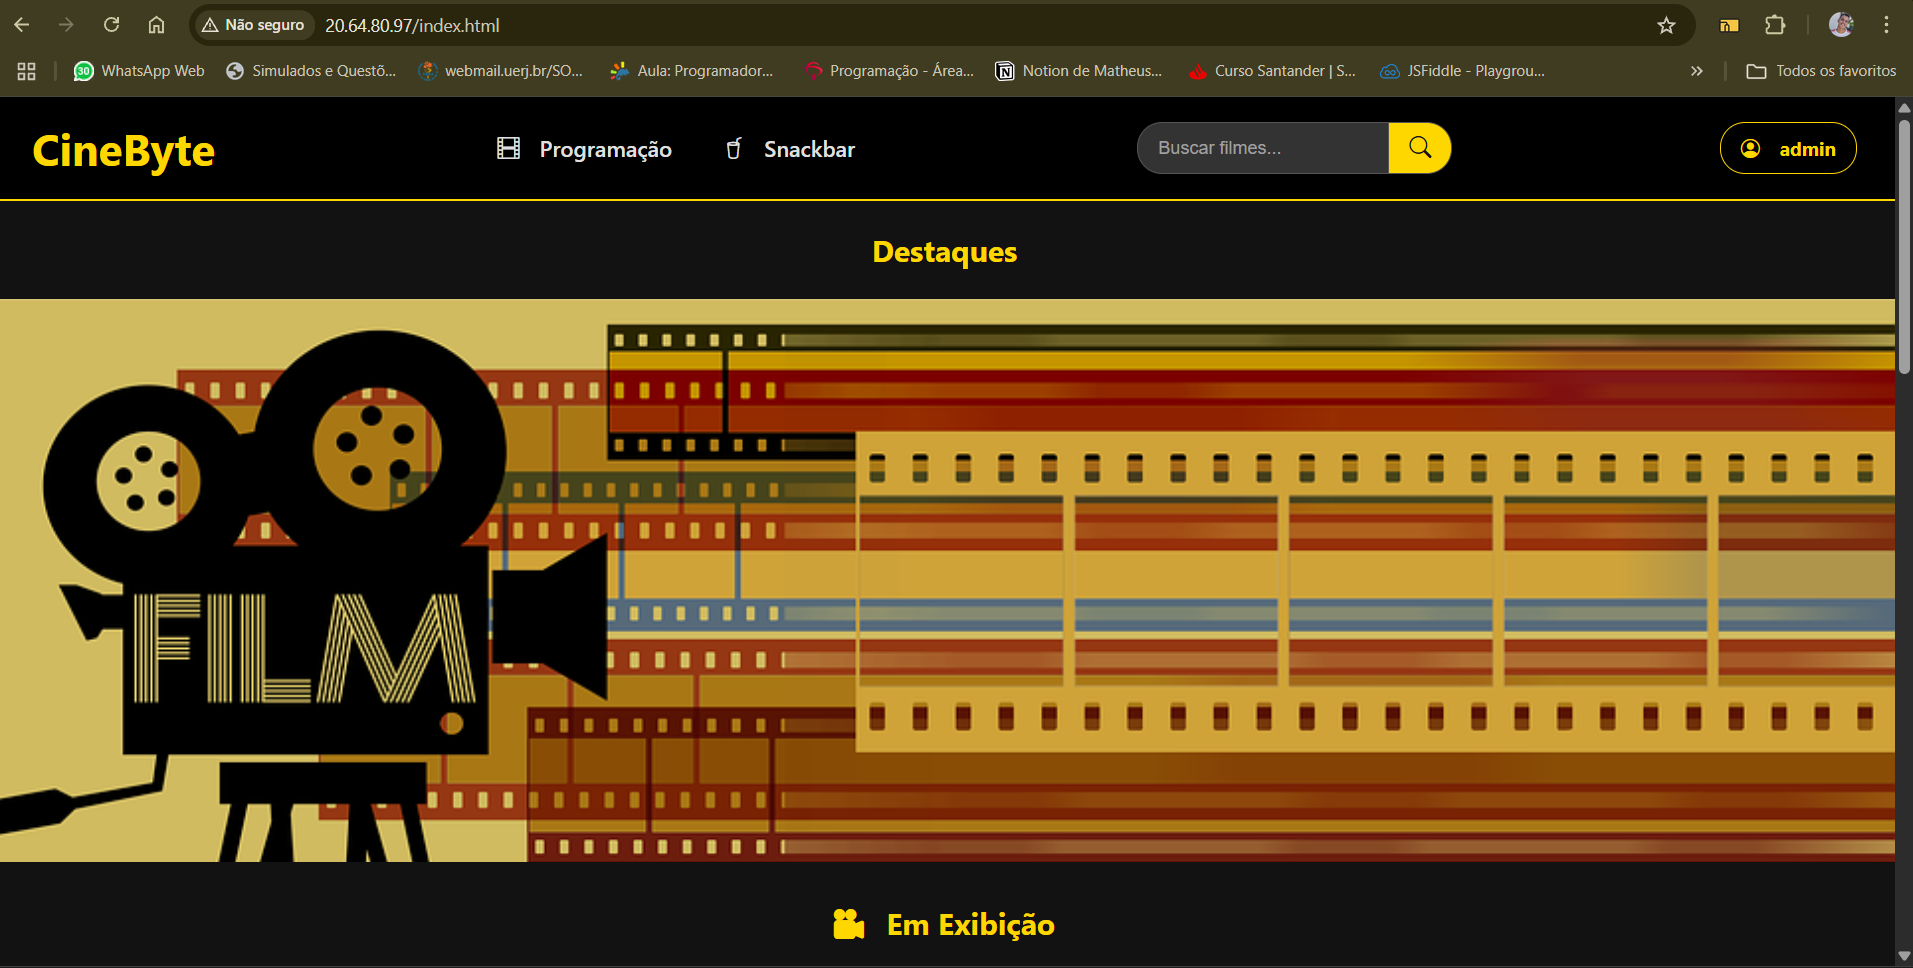 Não seguro 20.64.80.97/index.html
30 WhatsApp Web Simulados e Questõ... webmail.uerj.br/SO... Aula: Programador... Programação - Área... Notion de Matheus... Curso Santander | S... JSFiddle - Playgrou... » Todos os favoritos
CineByte Programação Snackbar Buscar filmes... admin
Destaques
FILM
Em Exibição